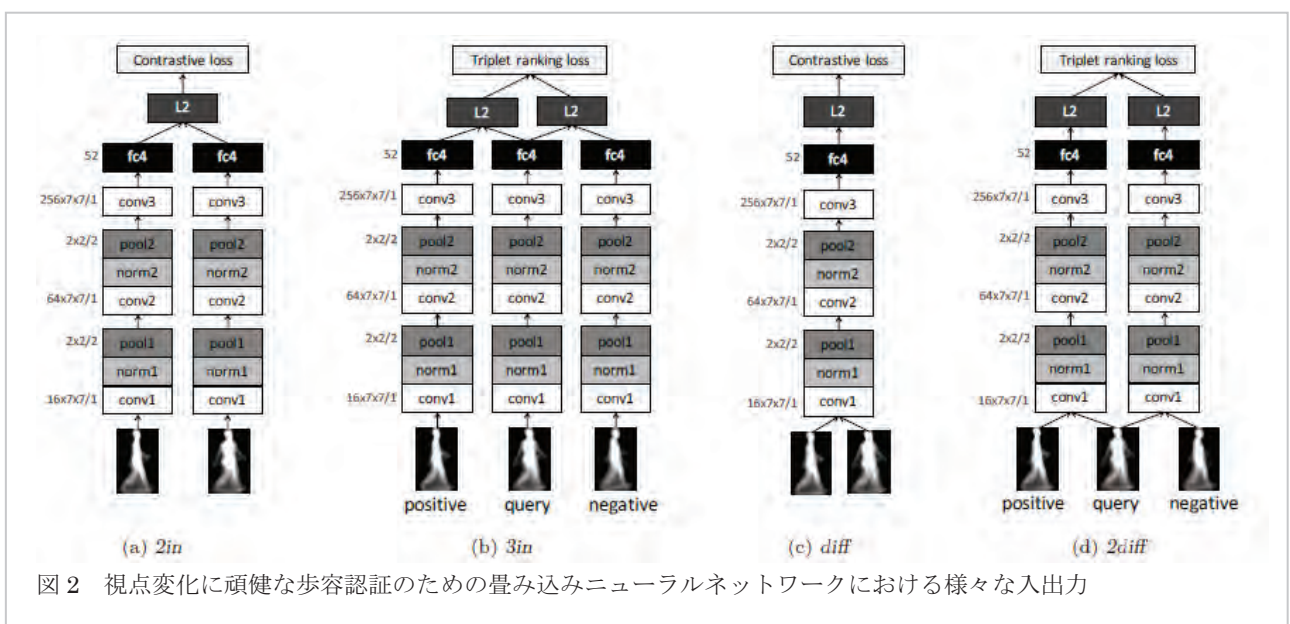 Contrastive loss
L2
52 fc4 fc4
256x7x7/1 conv3 conv3
2x2/2 pool2 pool2
norm2 norm2
64x7x7/1 conv2 conv2
2x2/2 pool1 pool1
norm1 norm1
16x7x7/1 conv1 conv1
(a) 2in
Triplet ranking loss
L2 L2
52 fc4 fc4 fc4
256x7x7/1 conv3 conv3 conv3
2x2/2 pool2 pool2 pool2
norm2 norm2 norm2
64x7x7/1 conv2 conv2 conv2
2x2/2 pool1 pool1 pool1
norm1 norm1 norm1
16x7x7/1 conv1 conv1 conv1
positive query negative
(b) 3in
Contrastive loss
L2
52 fc4
256x7x7/1 conv3
2x2/2 pool2
norm2
64x7x7/1 conv2
2x2/2 pool1
norm1
16x7x7/1 conv1
(c) diff
Triplet ranking loss
L2 L2
52 fc4 fc4
256x7x7/1 conv3 conv3
2x2/2 pool2 pool2
norm2 norm2
64x7x7/1 conv2 conv2
2x2/2 pool1 pool1
norm1 norm1
16x7x7/1 conv1 conv1
positive query negative
(d) 2diff
図 2 視点変化に頑健な歩容認証のための畳み込みニューラルネットワークにおける様々な入出力